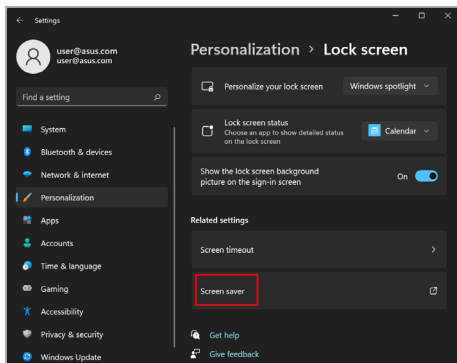 Settings
user@asus.com
user@asus.com
Find a setting
System
Bluetooth & devices
Network & internet
Personalization
Apps
Accounts
Time & language
Gaming
Accessibility
Privacy & security
Windows Update
Personalization > Lock screen
Personalize your lock screen
Windows spotlight
Lock screen status
Choose an app to show detailed status
on the lock screen
Calendar
Show the lock screen background
picture on the sign-in screen
On
Related settings
Screen timeout
Screen saver
Get help
Give feedback